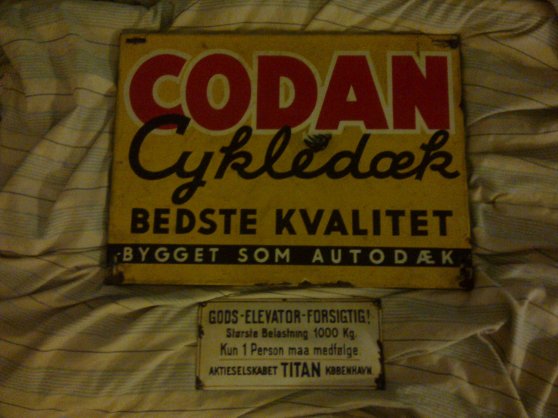 CODAN
Cykledæk
BEDSTE KVALITET
BYGGET SOM AUTODÆK
GODS-ELEVATOR-FORSIGTIG!
Største Belastning 1000 Kg.
Kun 1 Person maa medfølge.
AKTIESELSKABET TITAN KØBENHAVN